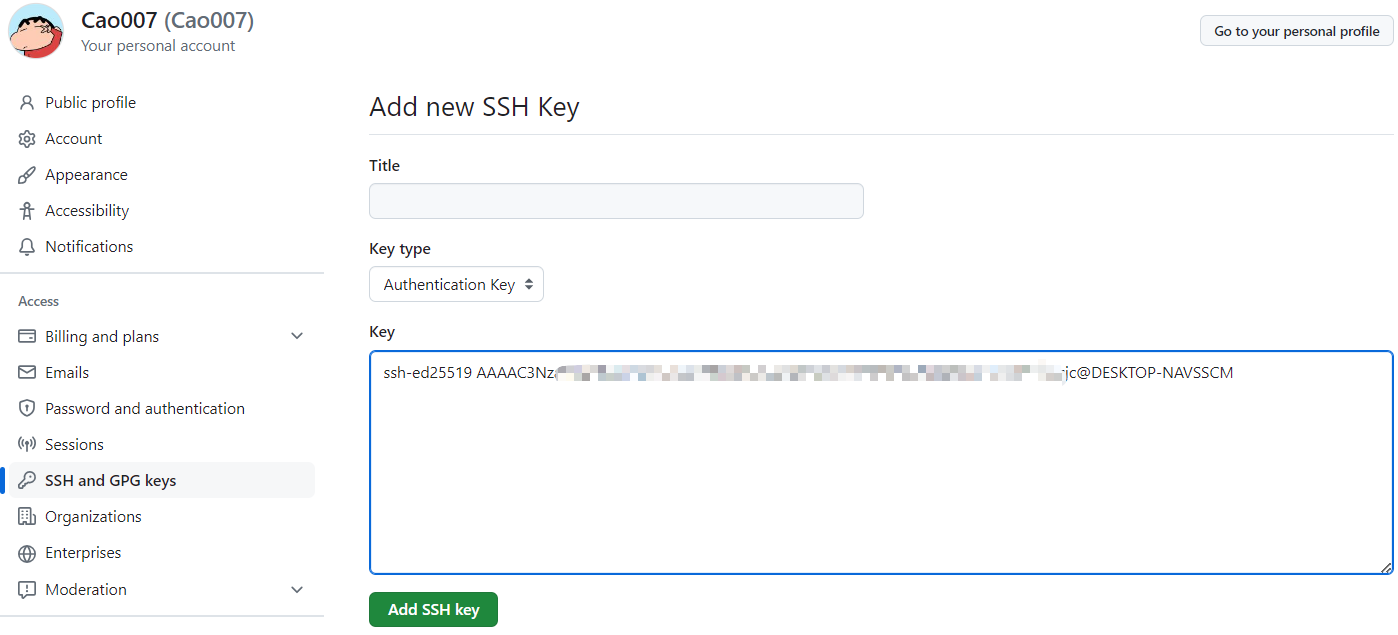 Cao007 (Cao007)
Your personal account
Go to your personal profile
Public profile
Account
Appearance
Accessibility
Notifications
Access
Billing and plans
Emails
Password and authentication
Sessions
SSH and GPG keys
Organizations
Enterprises
Moderation
Add new SSH Key
Title
Key type
Authentication Key
Key
ssh-ed25519 AAAAC3Nz jc@DESKTOP-NAVSSCM
Add SSH key